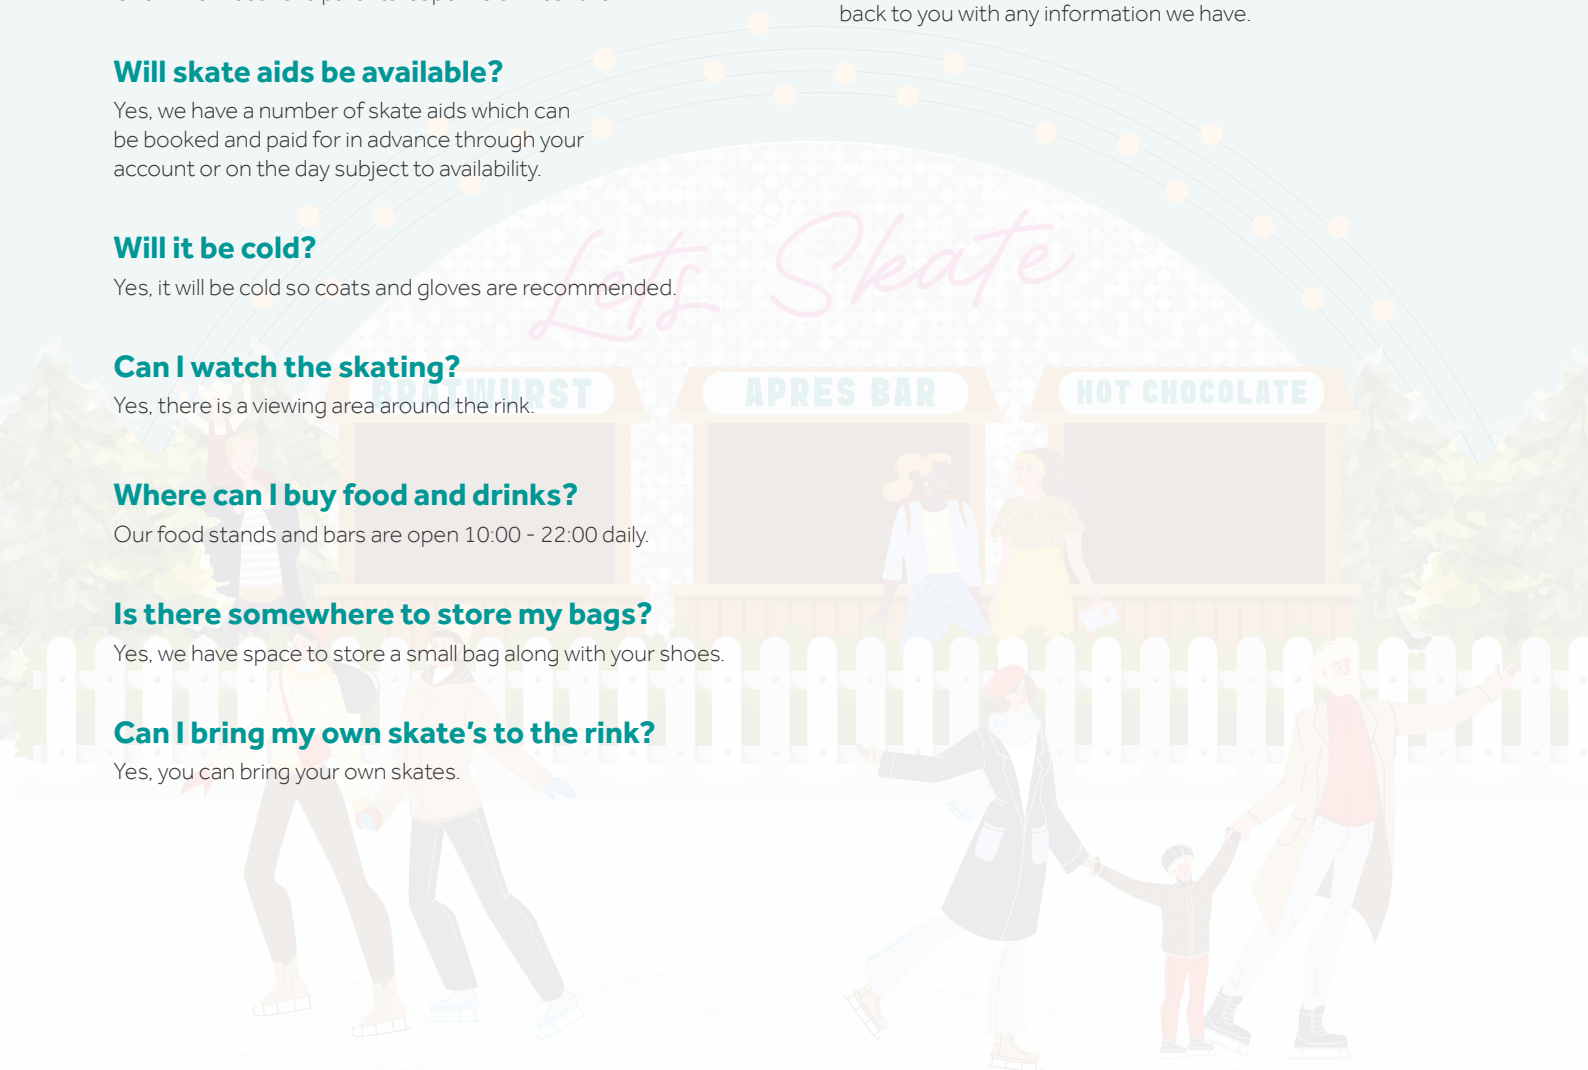 back to you with any information we have.
Will skate aids be available?
Yes, we have a number of skate aids which can
be booked and paid for in advance through your
account or on the day subject to availability.
Will it be cold?
Yes, it will be cold so coats and gloves are recommended.
Can I watch the skating?
Yes, there is a viewing area around the rink.
Where can I buy food and drinks?
Our food stands and bars are open 10:00 - 22:00 daily.
Is there somewhere to store my bags?
Yes, we have space to store a small bag along with your shoes.
Can I bring my own skate's to the rink?
Yes, you can bring your own skates.
Lets Skate
BRATWURST
APRES BAR
HOT CHOCOLATE